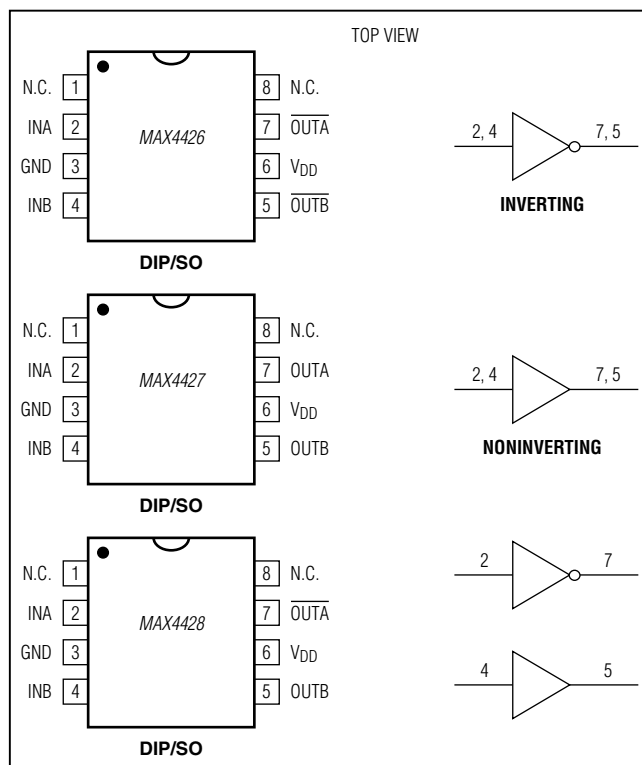 TOP VIEW
N.C. 1 8 N.C.
INA 2 MAX4426 7 O̅U̅T̅A̅
GND 3 6 VDD
INB 4 5 O̅U̅T̅B̅
DIP/SO
2, 4 7, 5
INVERTING
N.C. 1 8 N.C.
INA 2 MAX4427 7 OUTA
GND 3 6 VDD
INB 4 5 OUTB
DIP/SO
2, 4 7, 5
NONINVERTING
N.C. 1 8 N.C.
INA 2 MAX4428 7 O̅U̅T̅A̅
GND 3 6 VDD
INB 4 5 OUTB
DIP/SO
2 7
4 5